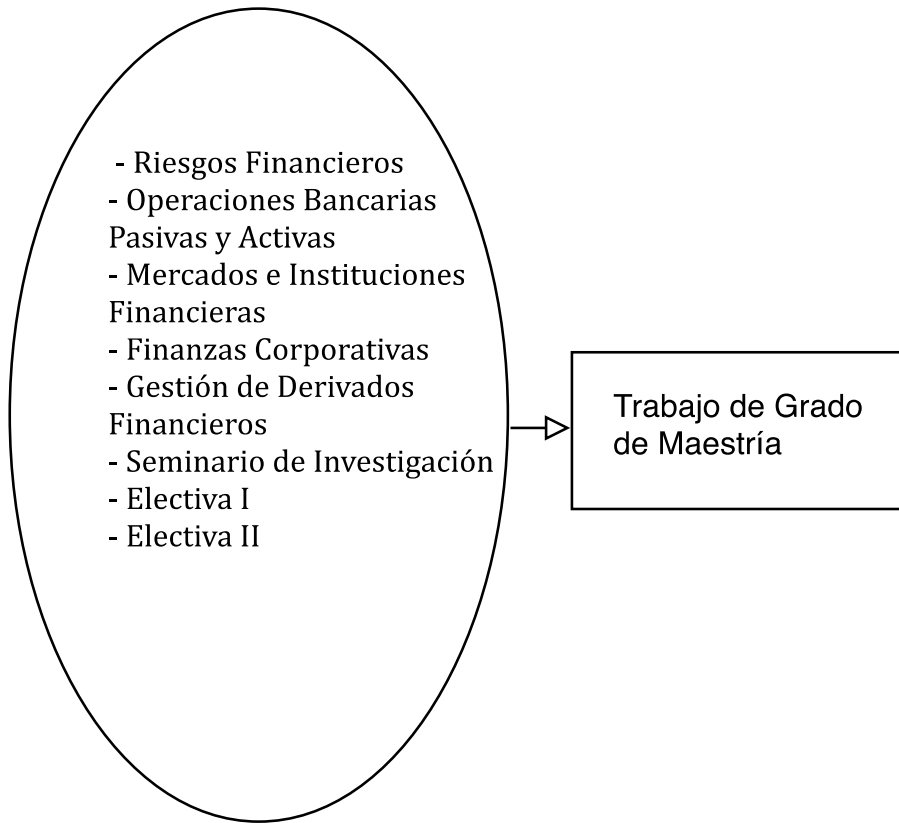 - Riesgos Financieros
- Operaciones Bancarias
Pasivas y Activas
- Mercados e Instituciones
Financieras
- Finanzas Corporativas
- Gestión de Derivados
Financieros
- Seminario de Investigación
- Electiva I
- Electiva II
Trabajo de Grado
de Maestría